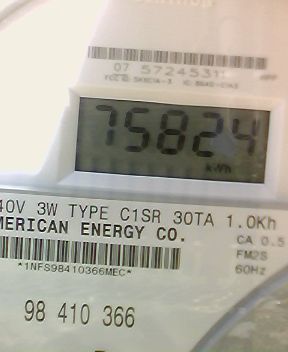 07 5724531
75824
kWh
40V 3W TYPE C1SR 30TA 1.0Kh
MERICAN ENERGY CO.
CA 0.5
*1NFS98410366MEC*
FM2S
60Hz
98 410 366